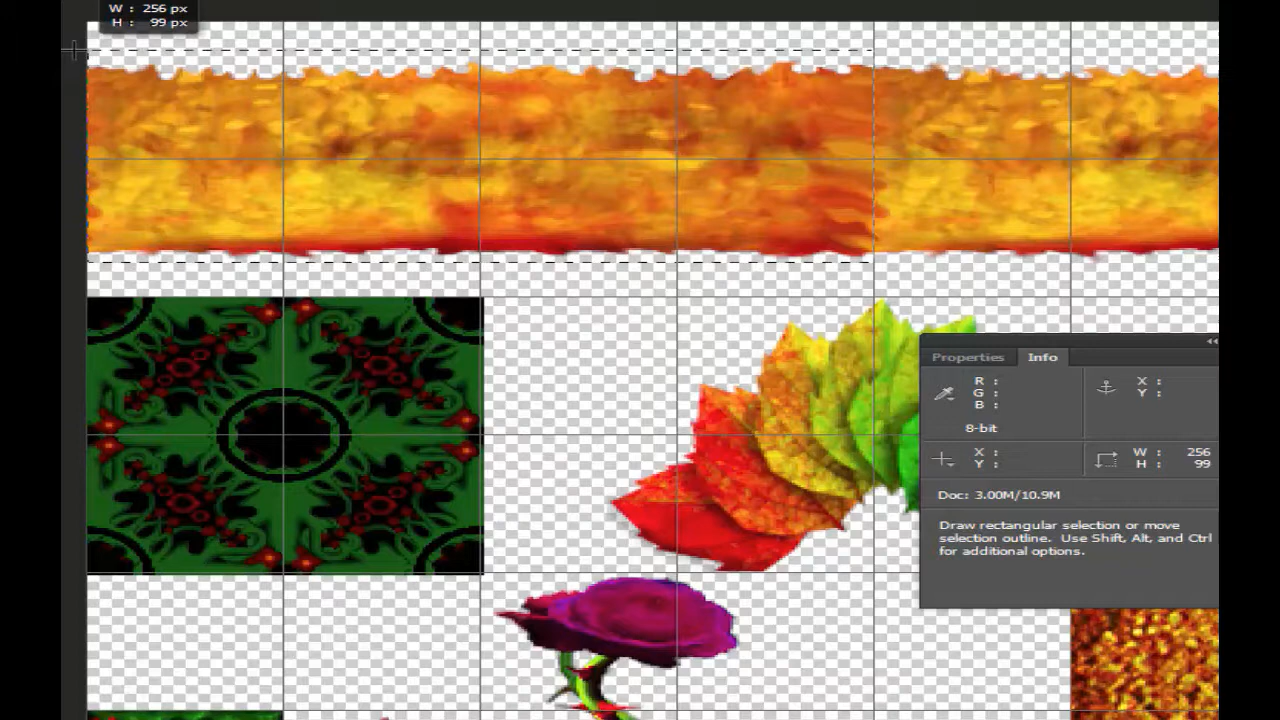 W : 256 px
H : 99 px
Properties Info
R :
G :
B :
8-bit
X :
Y :
X :
Y :
W : 256
H : 99
Doc: 3.00M/10.9M
Draw rectangular selection or move
selection outline. Use Shift, Alt, and Ctrl
for additional options.